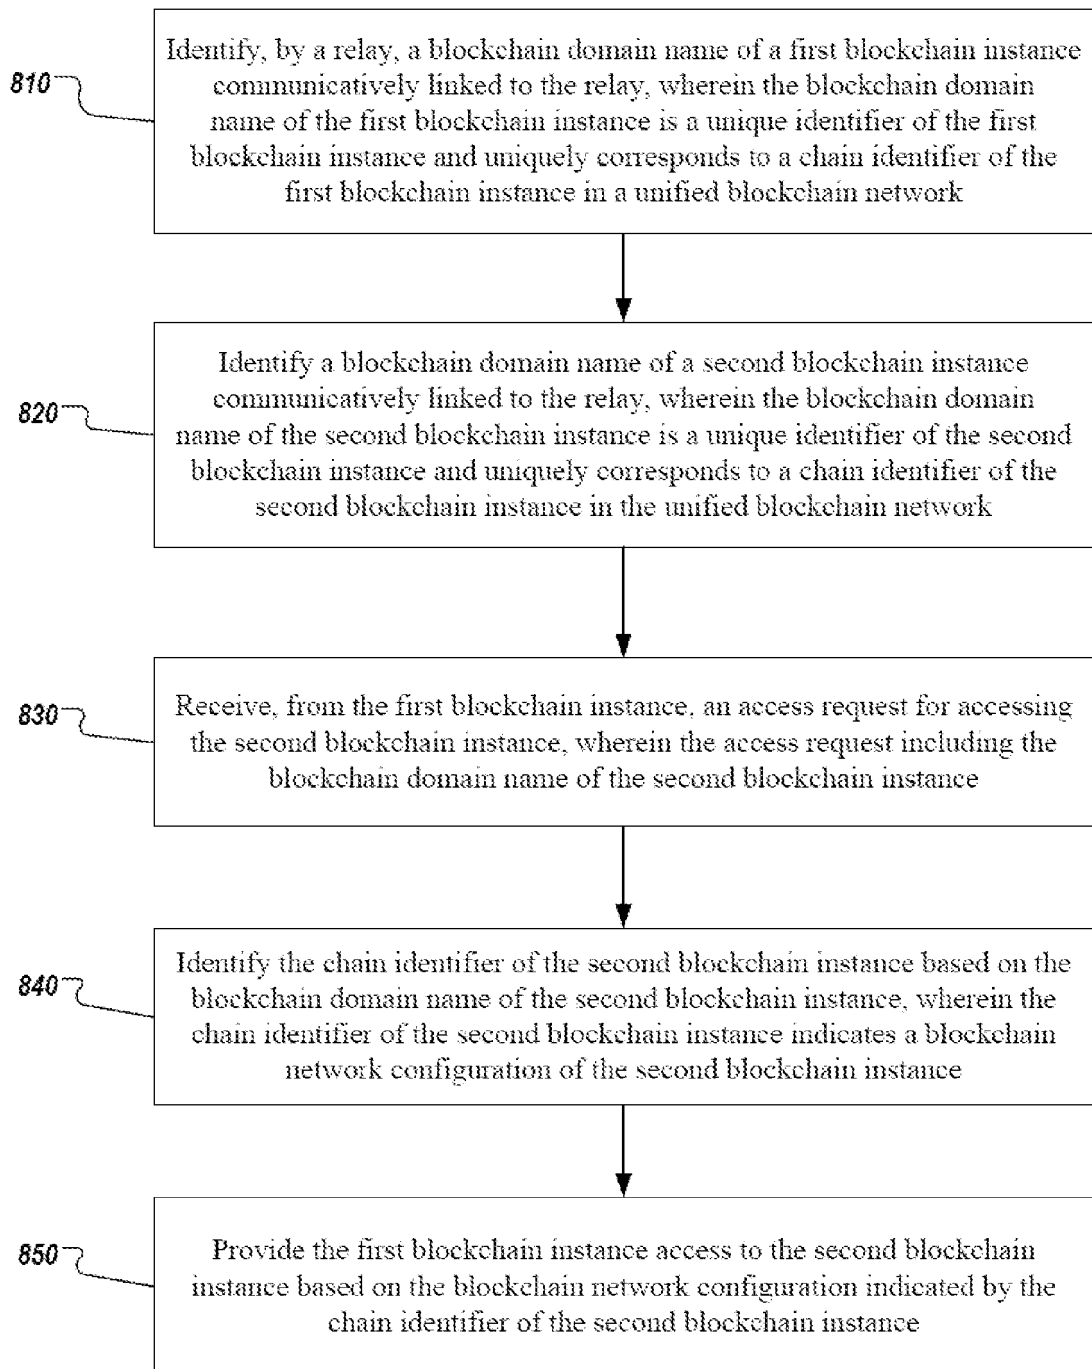 810
Identify, by a relay, a blockchain domain name of a first blockchain instance
communicatively linked to the relay, wherein the blockchain domain
name of the first blockchain instance is a unique identifier of the first
blockchain instance and uniquely corresponds to a chain identifier of the
first blockchain instance in a unified blockchain network
820
Identify a blockchain domain name of a second blockchain instance
communicatively linked to the relay, wherein the blockchain domain
name of the second blockchain instance is a unique identifier of the second
blockchain instance and uniquely corresponds to a chain identifier of the
second blockchain instance in the unified blockchain network
830
Receive, from the first blockchain instance, an access request for accessing
the second blockchain instance, wherein the access request including the
blockchain domain name of the second blockchain instance
840
Identify the chain identifier of the second blockchain instance based on the
blockchain domain name of the second blockchain instance, wherein the
chain identifier of the second blockchain instance indicates a blockchain
network configuration of the second blockchain instance
850
Provide the first blockchain instance access to the second blockchain
instance based on the blockchain network configuration indicated by the
chain identifier of the second blockchain instance